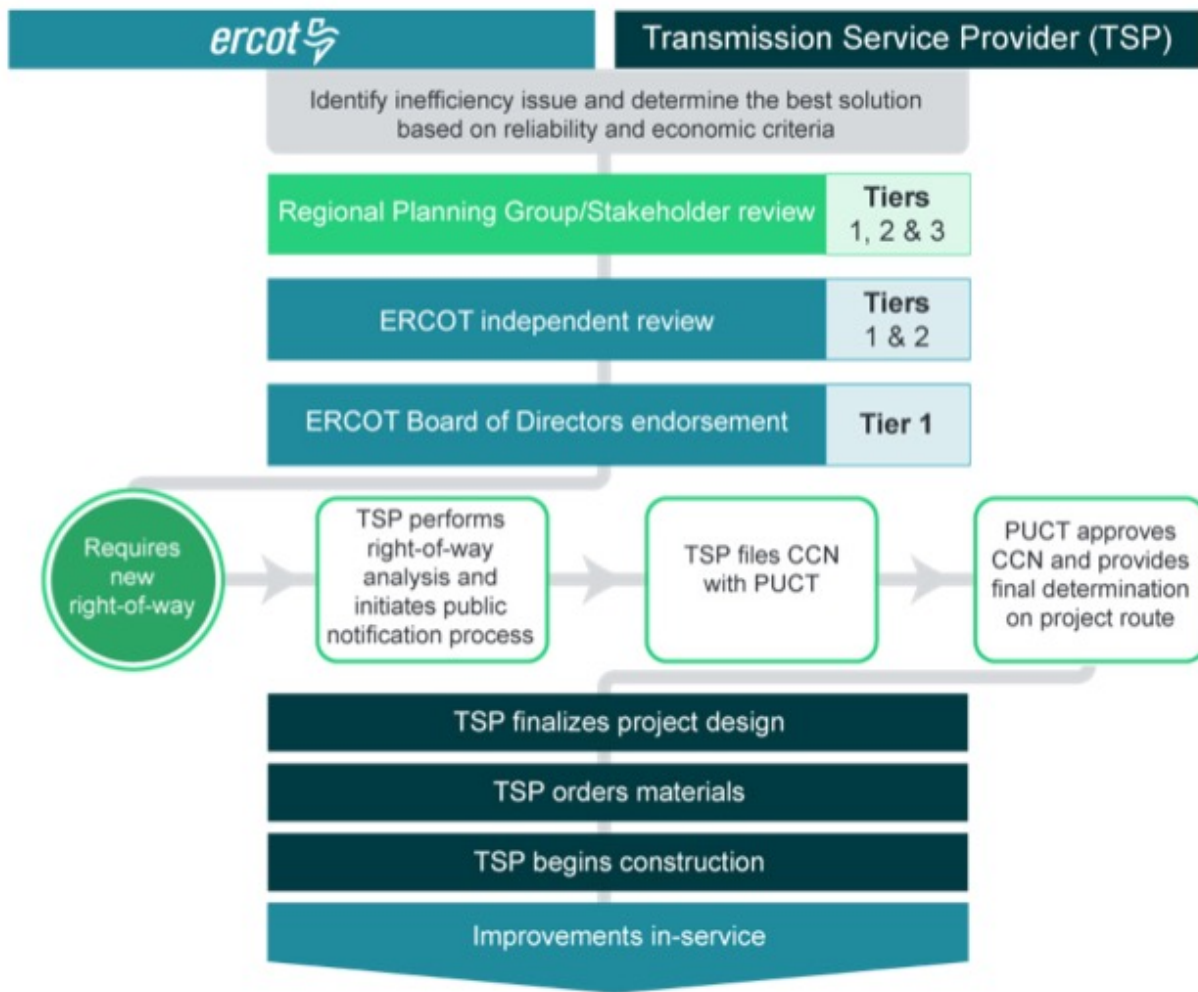 ercot
Transmission Service Provider (TSP)
Identify inefficiency issue and determine the best solution
based on reliability and economic criteria
Regional Planning Group/Stakeholder review
Tiers
1, 2 & 3
ERCOT independent review
Tiers
1 & 2
ERCOT Board of Directors endorsement
Tier 1
Requires
new
right-of-way
TSP performs
right-of-way
analysis and
initiates public
notification process
TSP files CCN
with PUCT
PUCT approves
CCN and provides
final determination
on project route
TSP finalizes project design
TSP orders materials
TSP begins construction
Improvements in-service